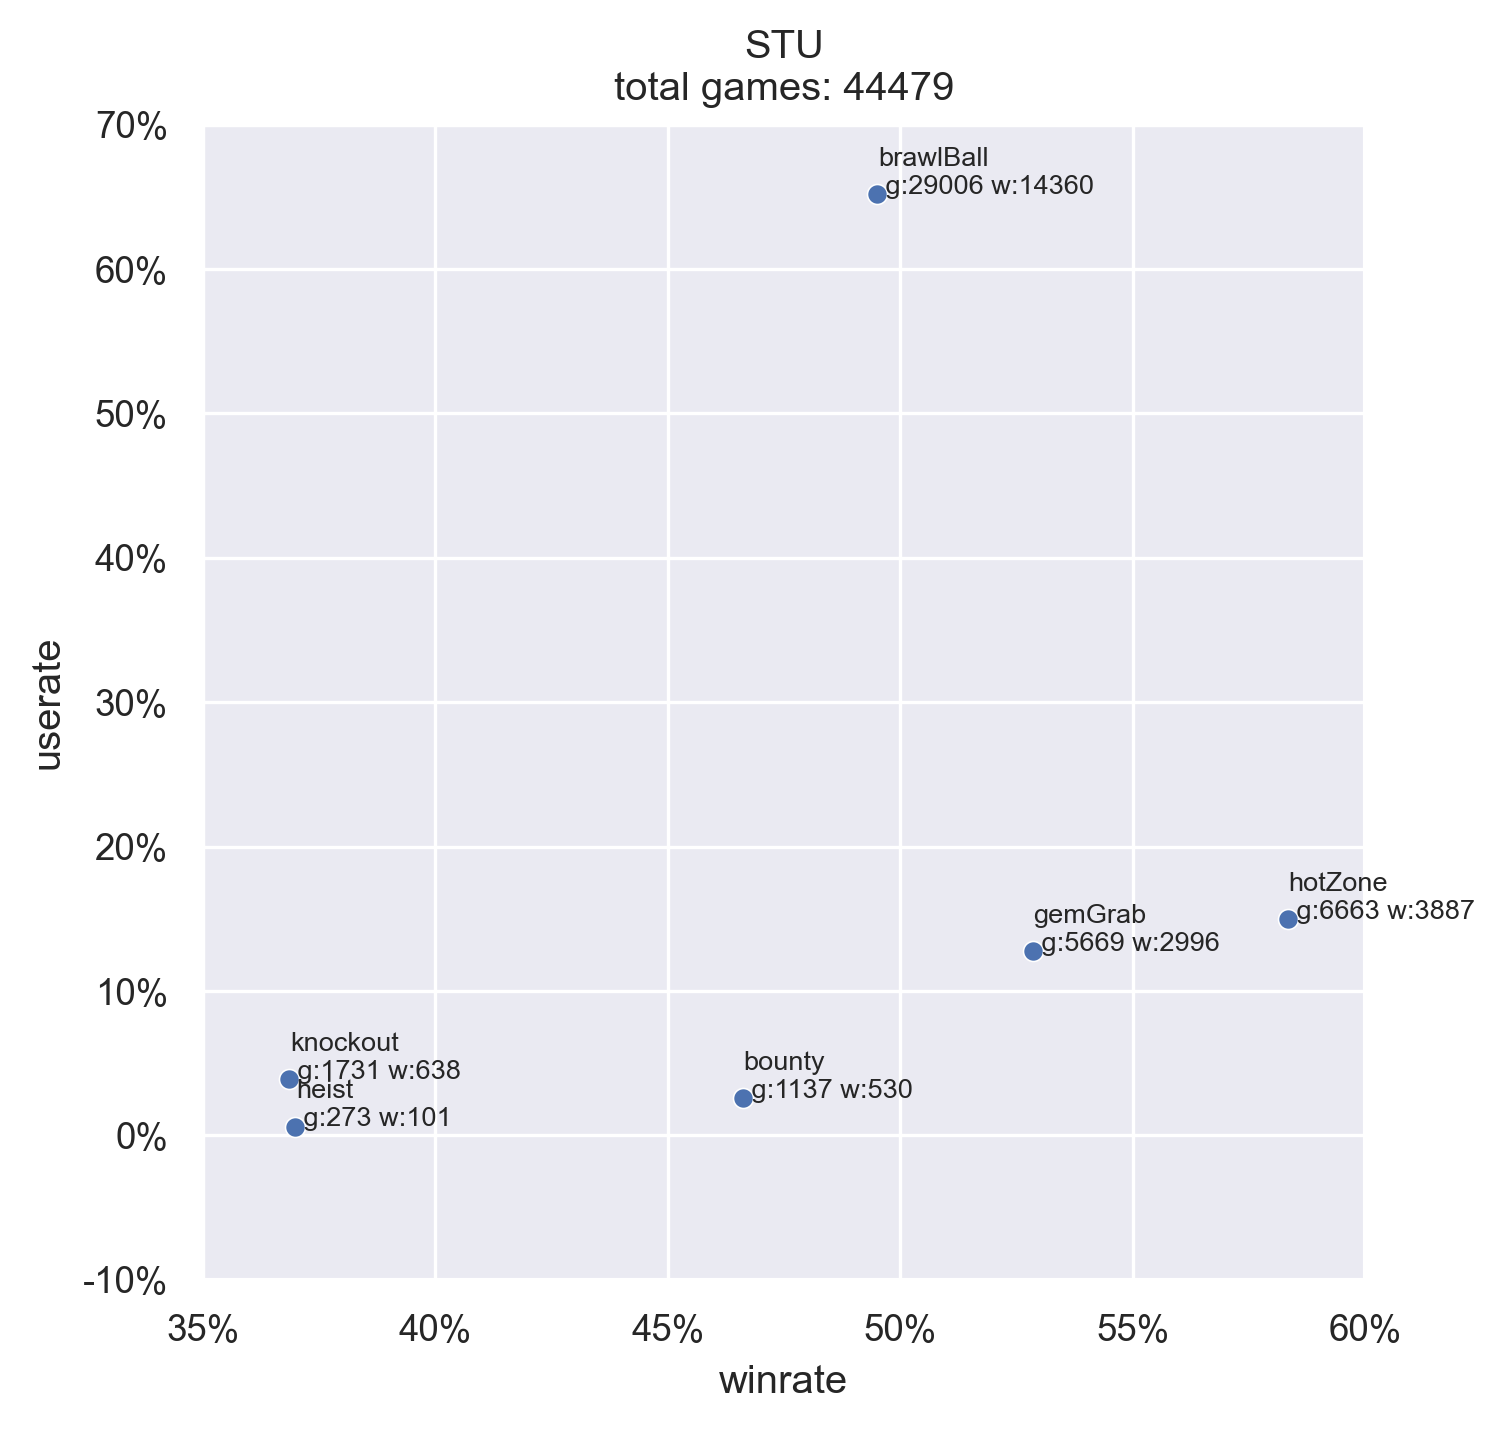 STU
total games: 44479
70%
60%
50%
40%
30%
20%
10%
0%
-10%
userate
brawlBall
g:29006 w:14360
hotZone
g:6663 w:3887
gemGrab
g:5669 w:2996
knockout
g:1731 w:638
heist
g:273 w:101
bounty
g:1137 w:530
35%
40%
45%
50%
55%
60%
winrate